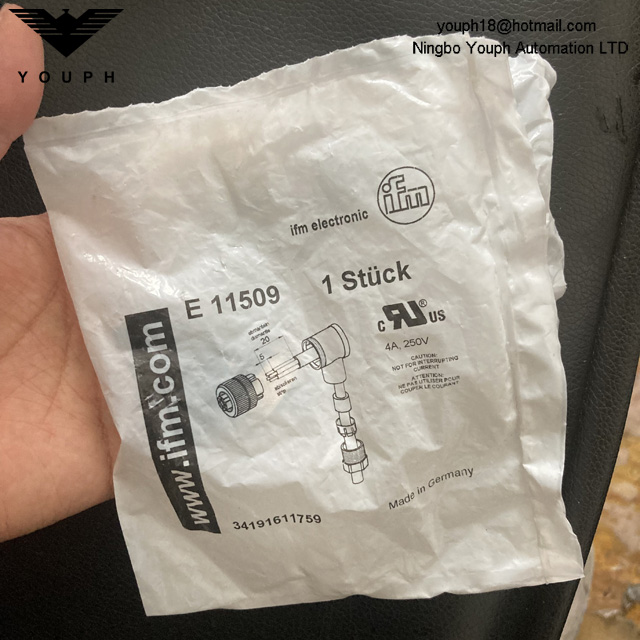 YOUPH
youph18@hotmail.com
Ningbo Youph Automation LTD
ifm
ifm electronic
E 11509
1 Stück
C RU® US
4A, 250V
CAUTION:
NOT FOR INTERRUPTING
CURRENT
ATTENTION:
NE PAS UTILISER POUR
COUPER LE COURANT
20
6
www.ifm.com
Made in Germany
34191611759